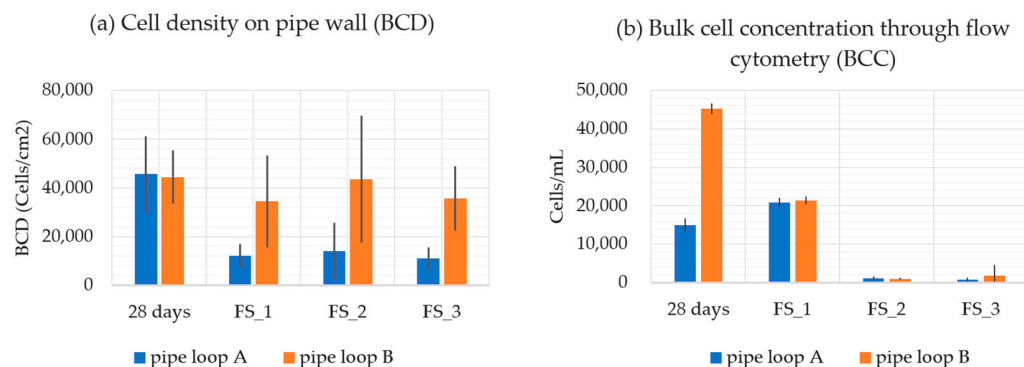 (a) Cell density on pipe wall (BCD)
80,000
60,000
40,000
20,000
0
BCD (Cells/cm2)
28 days FS_1 FS_2 FS_3
pipe loop A pipe loop B
(b) Bulk cell concentration through flow
cytometry (BCC)
50,000
40,000
30,000
20,000
10,000
0
Cells/mL
28 days FS_1 FS_2 FS_3
pipe loop A pipe loop B